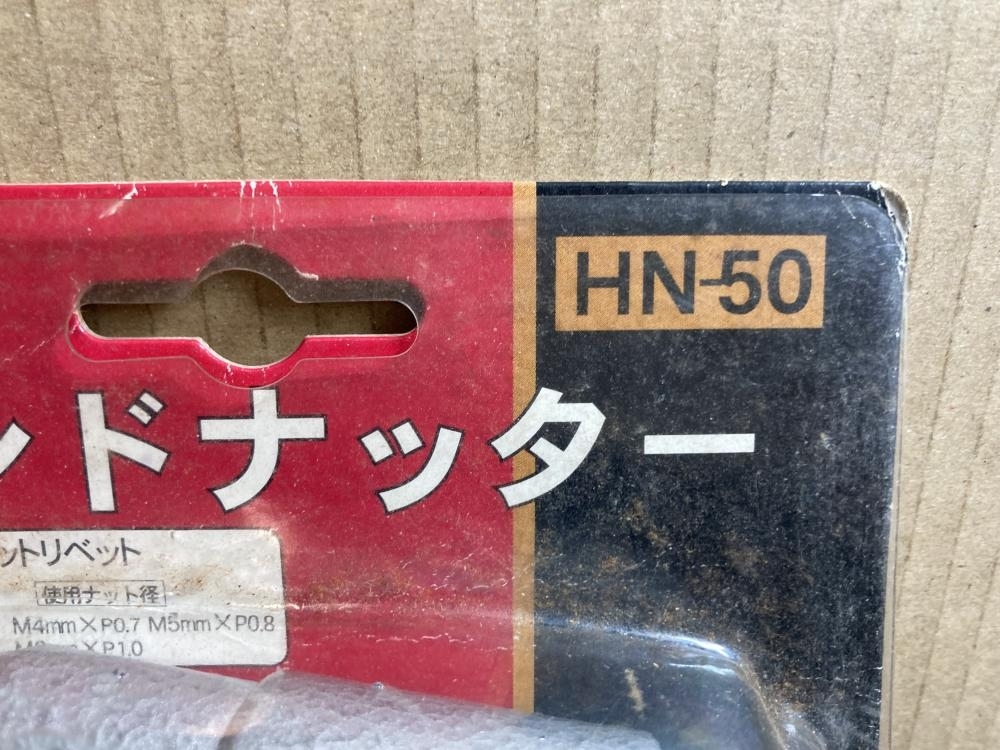 HN-50
ンドナッター
ットリベット
使用ナット径
M4mm×P0.7 M5mm×P0.8
×P1.0